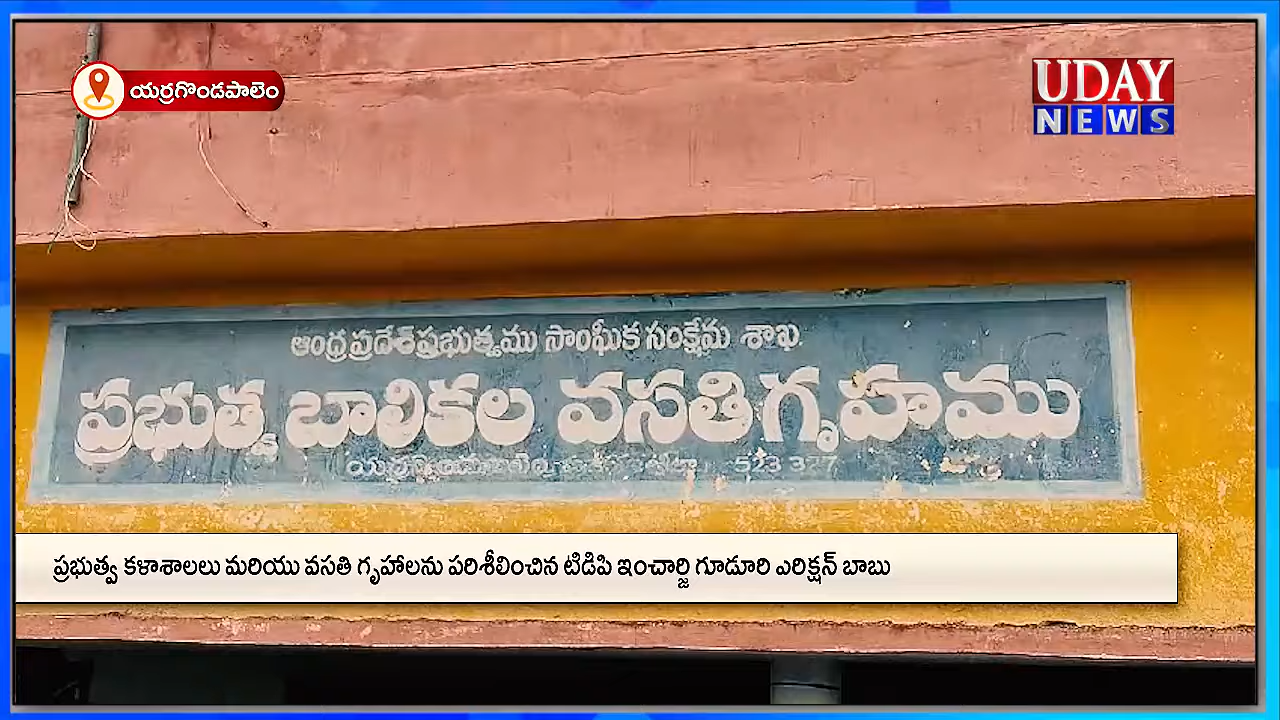 యర్రగొండపాలెం
UDAY
NEWS
ఆంధ్రప్రదేశ్ ప్రభుత్వము సాంఘీక సంక్షేమ శాఖ.
ప్రభుత్వ బాలికల వసతి గృహము
523 327
ప్రభుత్వ కళాశాలలు మరియు వసతి గృహాలను పరిశీలించిన టిడిపి ఇంచార్జి గూడూరి ఎరిక్షన్ బాబు